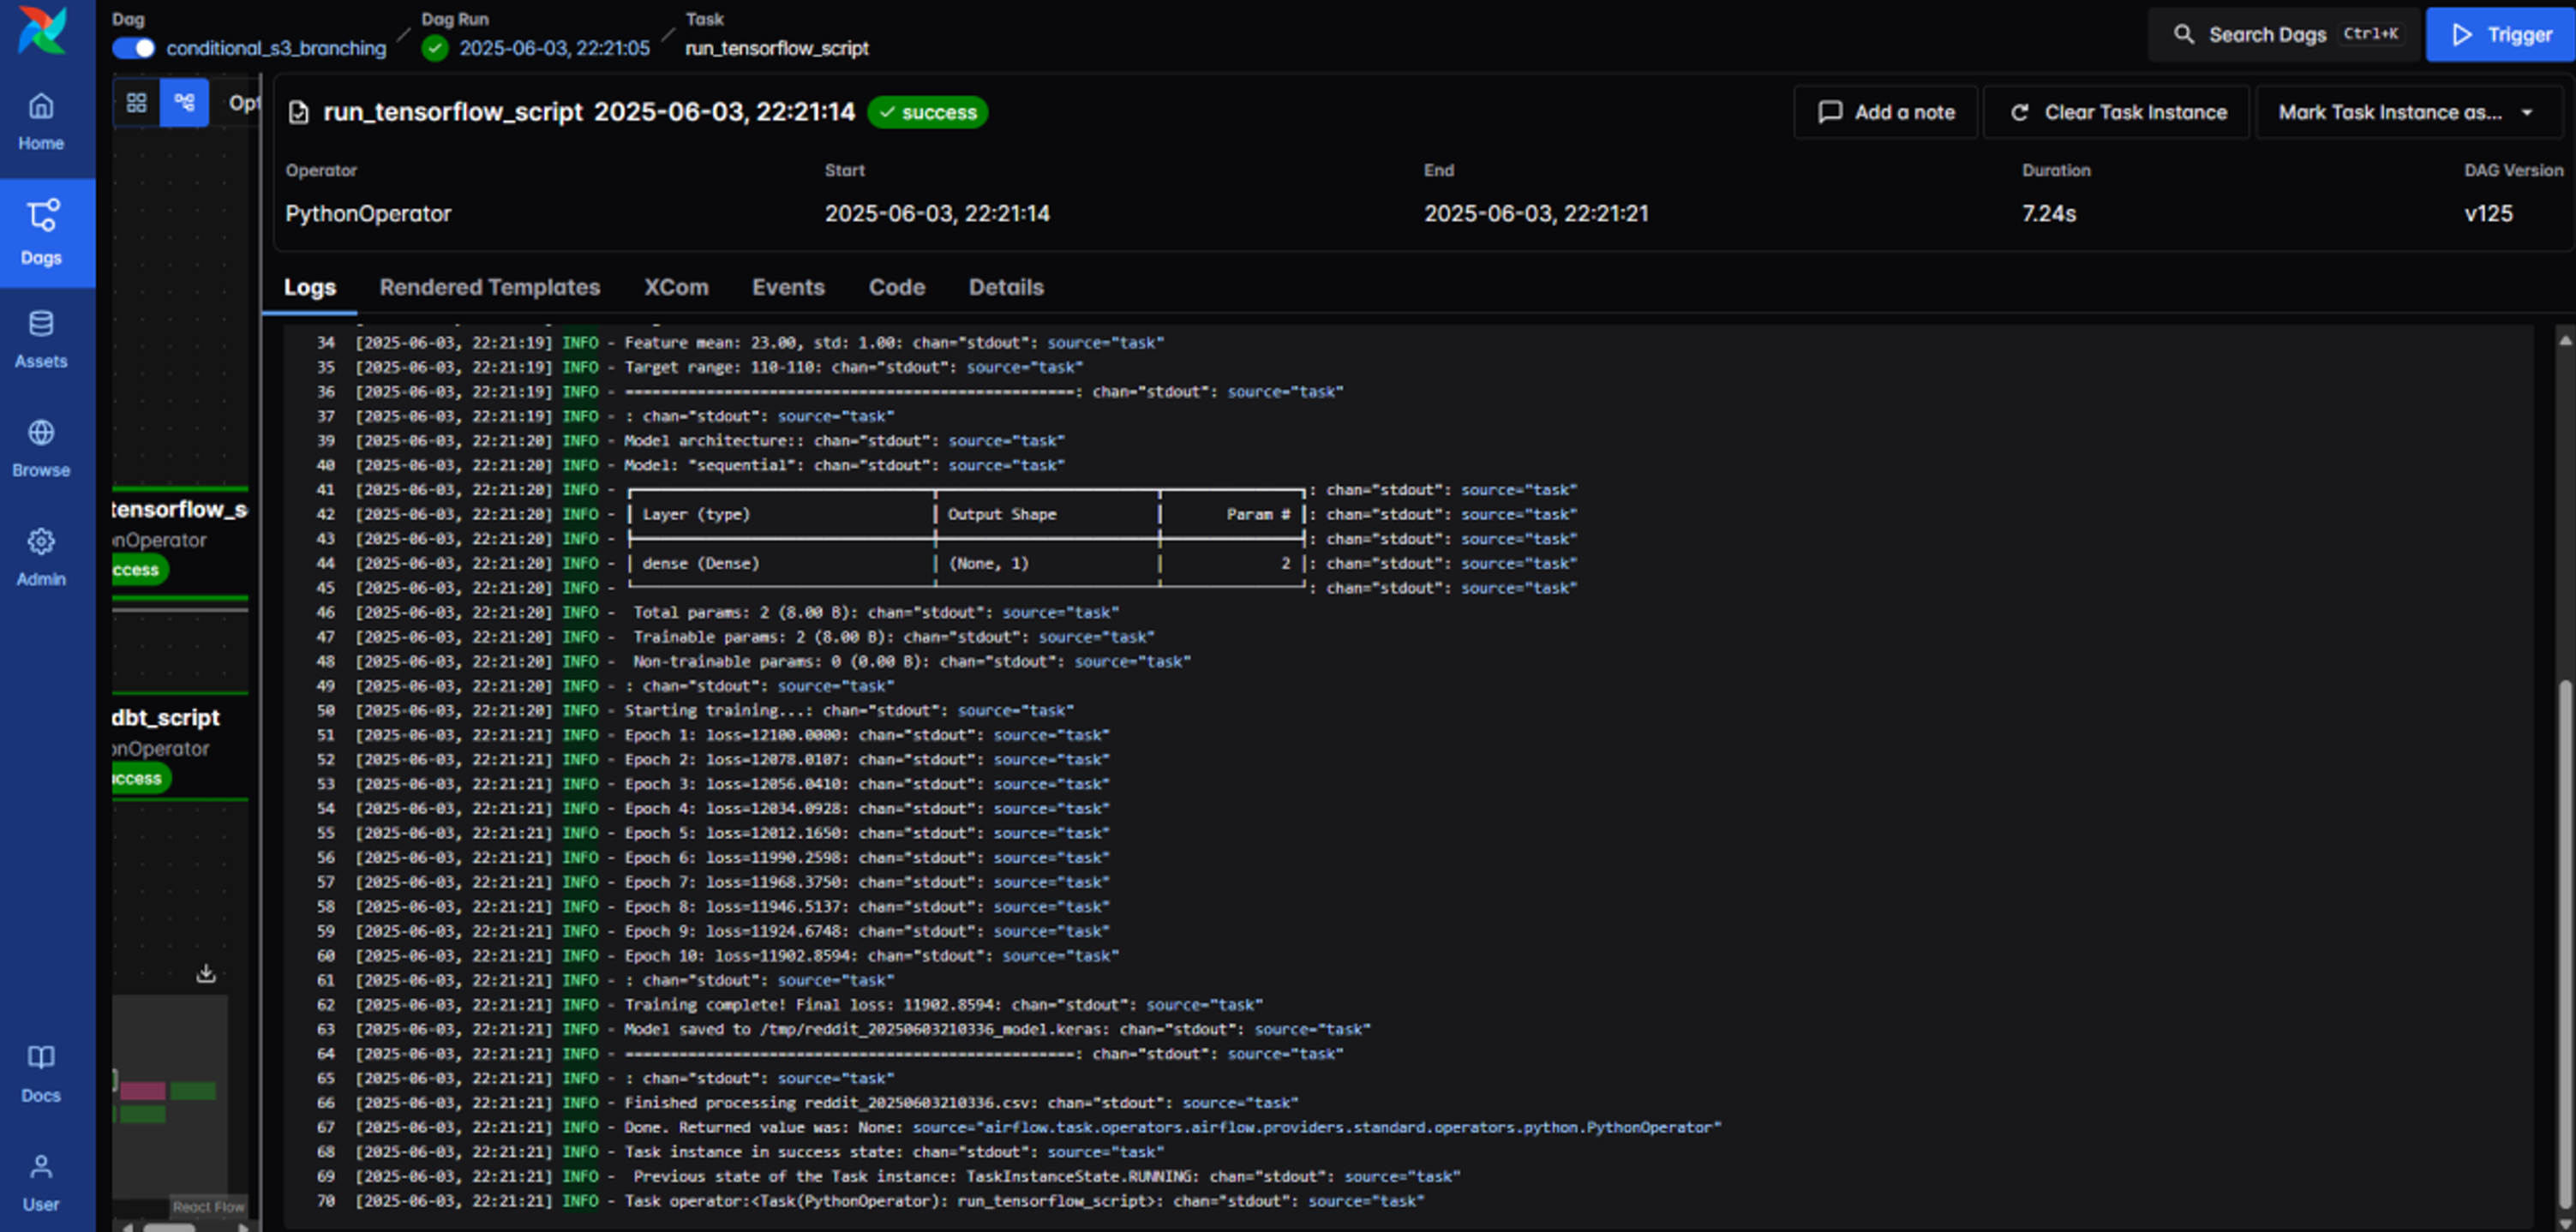 Dag
conditional_s3_branching
Dag Run
2025-06-03, 22:21:05
Task
run_tensorflow_script
Search Dags Ctrl+K
Trigger
Home
Dags
Assets
Browse
Admin
Docs
User
Opt
tensorflow_s
onOperator
ccess
dbt_script
onOperator
uccess
React Flow
run_tensorflow_script 2025-06-03, 22:21:14 success
Add a note
Clear Task Instance
Mark Task Instance as...
Operator Start End Duration DAG Version
PythonOperator 2025-06-03, 22:21:14 2025-06-03, 22:21:21 7.24s v125
Logs Rendered Templates XCom Events Code Details
34 [2025-06-03, 22:21:19] INFO - Feature mean: 23.00, std: 1.00: chan="stdout": source="task"
35 [2025-06-03, 22:21:19] INFO - Target range: 110-110: chan="stdout": source="task"
36 [2025-06-03, 22:21:19] INFO - ==================================================: chan="stdout": source="task"
37 [2025-06-03, 22:21:19] INFO - : chan="stdout": source="task"
39 [2025-06-03, 22:21:20] INFO - Model architecture:: chan="stdout": source="task"
40 [2025-06-03, 22:21:20] INFO - Model: "sequential": chan="stdout": source="task"
41 [2025-06-03, 22:21:20] INFO - : chan="stdout": source="task"
42 [2025-06-03, 22:21:20] INFO - Layer (type) Output Shape Param # : chan="stdout": source="task"
43 [2025-06-03, 22:21:20] INFO - : chan="stdout": source="task"
44 [2025-06-03, 22:21:20] INFO - dense (Dense) (None, 1) 2 : chan="stdout": source="task"
45 [2025-06-03, 22:21:20] INFO - : chan="stdout": source="task"
46 [2025-06-03, 22:21:20] INFO - Total params: 2 (8.00 B): chan="stdout": source="task"
47 [2025-06-03, 22:21:20] INFO - Trainable params: 2 (8.00 B): chan="stdout": source="task"
48 [2025-06-03, 22:21:20] INFO - Non-trainable params: 0 (0.00 B): chan="stdout": source="task"
49 [2025-06-03, 22:21:20] INFO - : chan="stdout": source="task"
50 [2025-06-03, 22:21:20] INFO - Starting training...: chan="stdout": source="task"
51 [2025-06-03, 22:21:21] INFO - Epoch 1: loss=12100.0000: chan="stdout": source="task"
52 [2025-06-03, 22:21:21] INFO - Epoch 2: loss=12078.0107: chan="stdout": source="task"
53 [2025-06-03, 22:21:21] INFO - Epoch 3: loss=12056.0410: chan="stdout": source="task"
54 [2025-06-03, 22:21:21] INFO - Epoch 4: loss=12034.0928: chan="stdout": source="task"
55 [2025-06-03, 22:21:21] INFO - Epoch 5: loss=12012.1650: chan="stdout": source="task"
56 [2025-06-03, 22:21:21] INFO - Epoch 6: loss=11990.2598: chan="stdout": source="task"
57 [2025-06-03, 22:21:21] INFO - Epoch 7: loss=11968.3750: chan="stdout": source="task"
58 [2025-06-03, 22:21:21] INFO - Epoch 8: loss=11946.5137: chan="stdout": source="task"
59 [2025-06-03, 22:21:21] INFO - Epoch 9: loss=11924.6748: chan="stdout": source="task"
60 [2025-06-03, 22:21:21] INFO - Epoch 10: loss=11902.8594: chan="stdout": source="task"
61 [2025-06-03, 22:21:21] INFO - : chan="stdout": source="task"
62 [2025-06-03, 22:21:21] INFO - Training complete! Final loss: 11902.8594: chan="stdout": source="task"
63 [2025-06-03, 22:21:21] INFO - Model saved to /tmp/reddit_20250603210336_model.keras: chan="stdout": source="task"
64 [2025-06-03, 22:21:21] INFO - ==================================================: chan="stdout": source="task"
65 [2025-06-03, 22:21:21] INFO - : chan="stdout": source="task"
66 [2025-06-03, 22:21:21] INFO - Finished processing reddit_20250603210336.csv: chan="stdout": source="task"
67 [2025-06-03, 22:21:21] INFO - Done. Returned value was: None: source="airflow.task.operators.airflow.providers.standard.operators.python.PythonOperator"
68 [2025-06-03, 22:21:21] INFO - Task instance in success state: chan="stdout": source="task"
69 [2025-06-03, 22:21:21] INFO - Previous state of the Task instance: TaskInstanceState.RUNNING: chan="stdout": source="task"
70 [2025-06-03, 22:21:21] INFO - Task operator:<Task(PythonOperator): run_tensorflow_script>: chan="stdout": source="task"